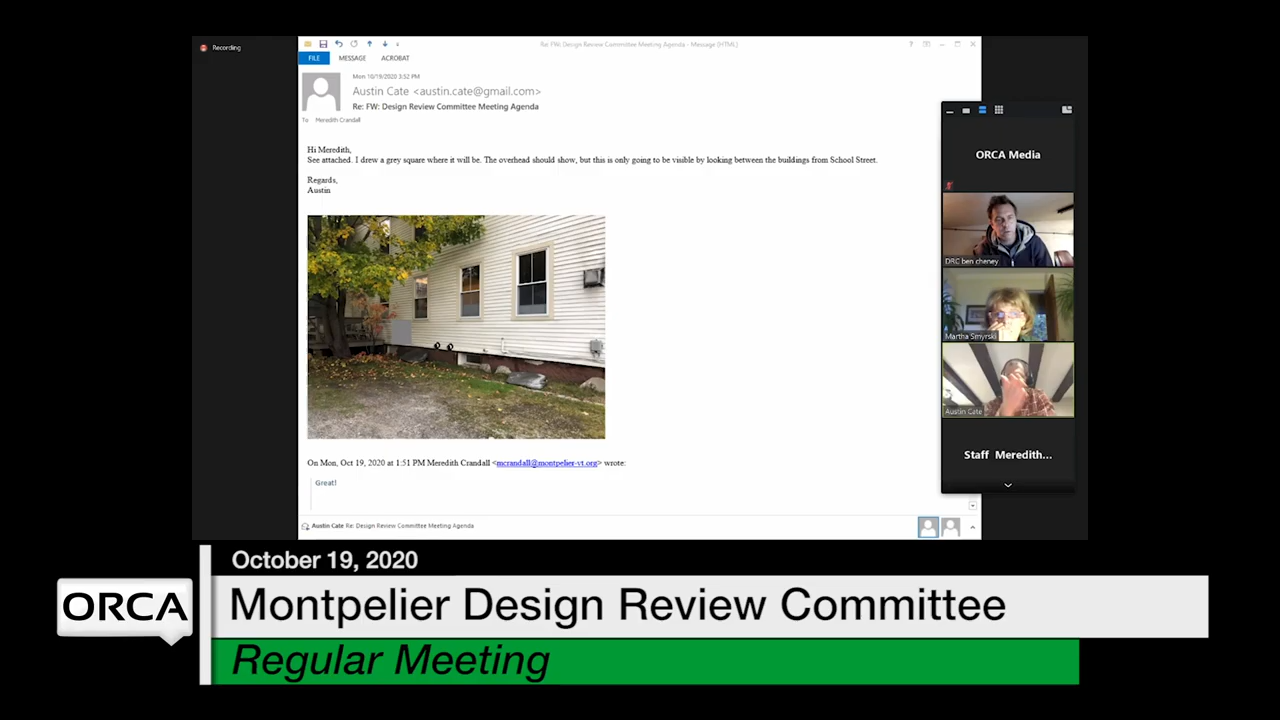 Recording
Re: FW: Design Review Committee Meeting Agenda - Message (HTML)
FILE MESSAGE ACROBAT
Mon 10/19/2020 3:52 PM
Austin Cate <austin.cate@gmail.com>
Re: FW: Design Review Committee Meeting Agenda
To Meredith Crandall
Hi Meredith,
See attached. I drew a grey square where it will be. The overhead should show, but this is only going to be visible by looking between the buildings from School Street.
Regards,
Austin
On Mon, Oct 19, 2020 at 1:51 PM Meredith Crandall <mcrandall@montpelier-vt.org> wrote:
Great!
Austin Cate Re: Design Review Committee Meeting Agenda
ORCA Media
DRC ben cheney
Martha Smyrski
Austin Cate
Staff Meredith...
October 19, 2020
ORCA
Montpelier Design Review Committee
Regular Meeting